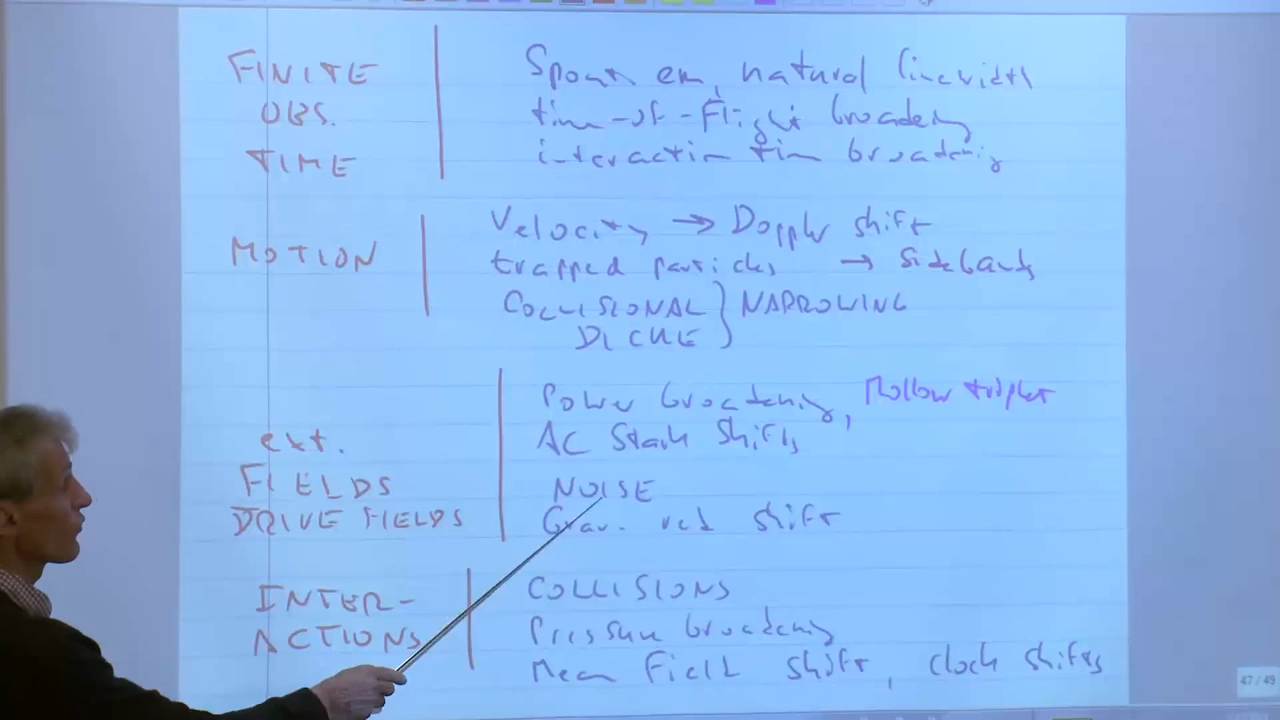 FINITE
OBS.
TIME
Spont em, natural linewidth
time-of-Flight broadening
interaction time broadening
MOTION
Velocity → Doppler shift
trapped particles → sidebands
COLLISIONAL
DICKE
} NARROWING
ext.
FIELDS
DRIVE FIELDS
Power broadening, Mollow triplet
AC Stark shifts
NOISE
Grav. red shift
INTER-
ACTIONS
COLLISIONS
Pressure broadening
Mean Field shift, clock shifts
47 / 49